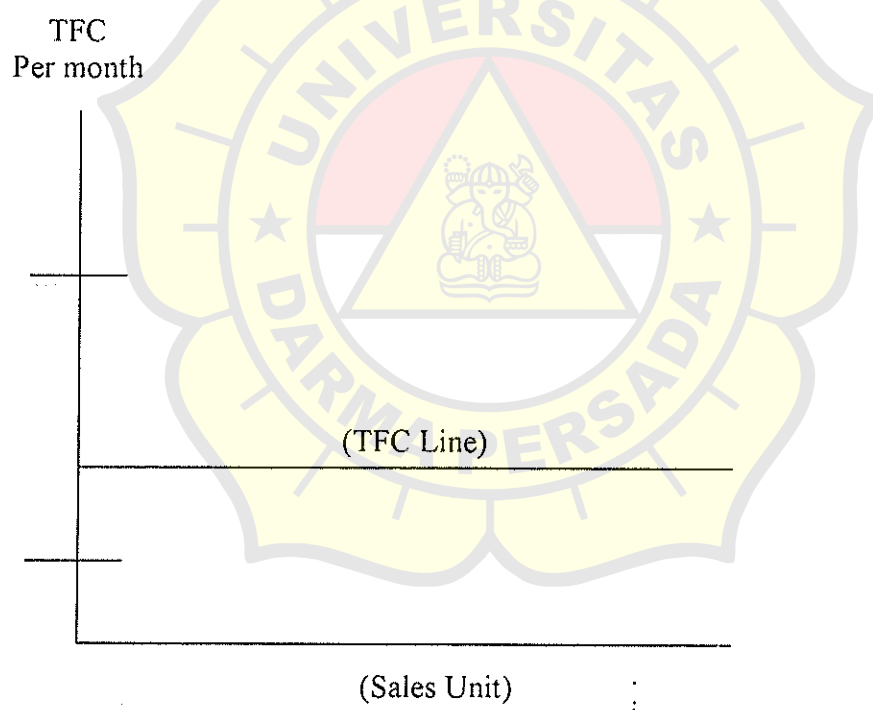 TFC
Per month
UNIVERSITAS
DARMA PERSADA
(TFC Line)
(Sales Unit)